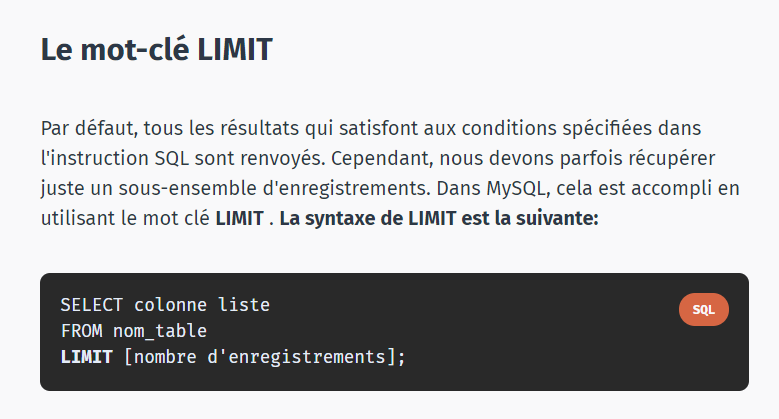 Le mot-clé LIMIT
Par défaut, tous les résultats qui satisfont aux conditions spécifiées dans
l'instruction SQL sont renvoyés. Cependant, nous devons parfois récupérer
juste un sous-ensemble d'enregistrements. Dans MySQL, cela est accompli en
utilisant le mot clé LIMIT . La syntaxe de LIMIT est la suivante:
SELECT colonne liste
SQL
FROM nom_table
LIMIT [nombre d'enregistrements];